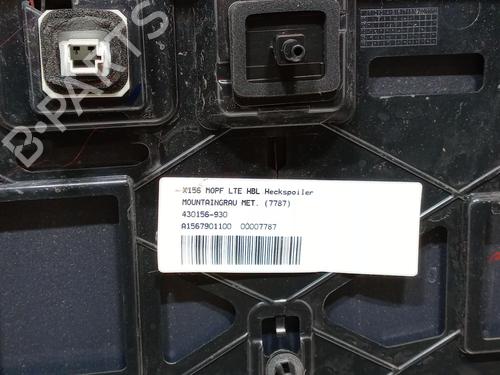 X156 MOPF LTE HBL Heckspoiler
MOUNTAINGRAU MET. (7787)
430156-930
A1567901100 00007787
B-PARTS